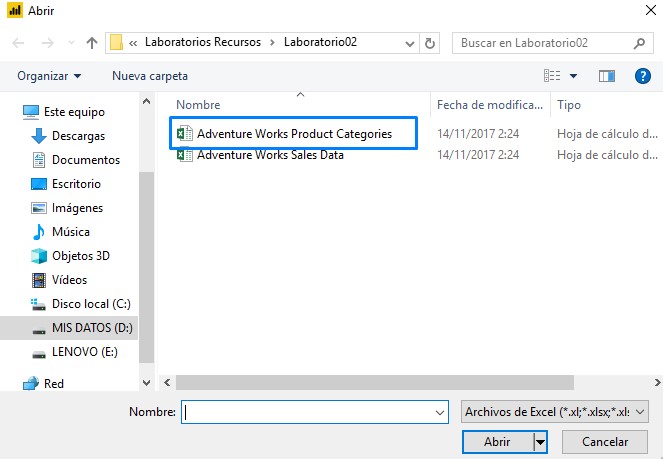 Abrir
« Laboratorios Recursos > Laboratorio02
Buscar en Laboratorio02
Organizar
Nueva carpeta
Este equipo
Descargas
Documentos
Escritorio
Imágenes
Música
Objetos 3D
Vídeos
Disco local (C:)
MIS DATOS (D:)
LENOVO (E:)
Red
Nombre Fecha de modifica... Tipo
Adventure Works Product Categories 14/11/2017 2:24 Hoja de cálculo d...
Adventure Works Sales Data 14/11/2017 2:24 Hoja de cálculo d...
Nombre:
Archivos de Excel (*.xl;*.xlsx;*.xls
Abrir
Cancelar